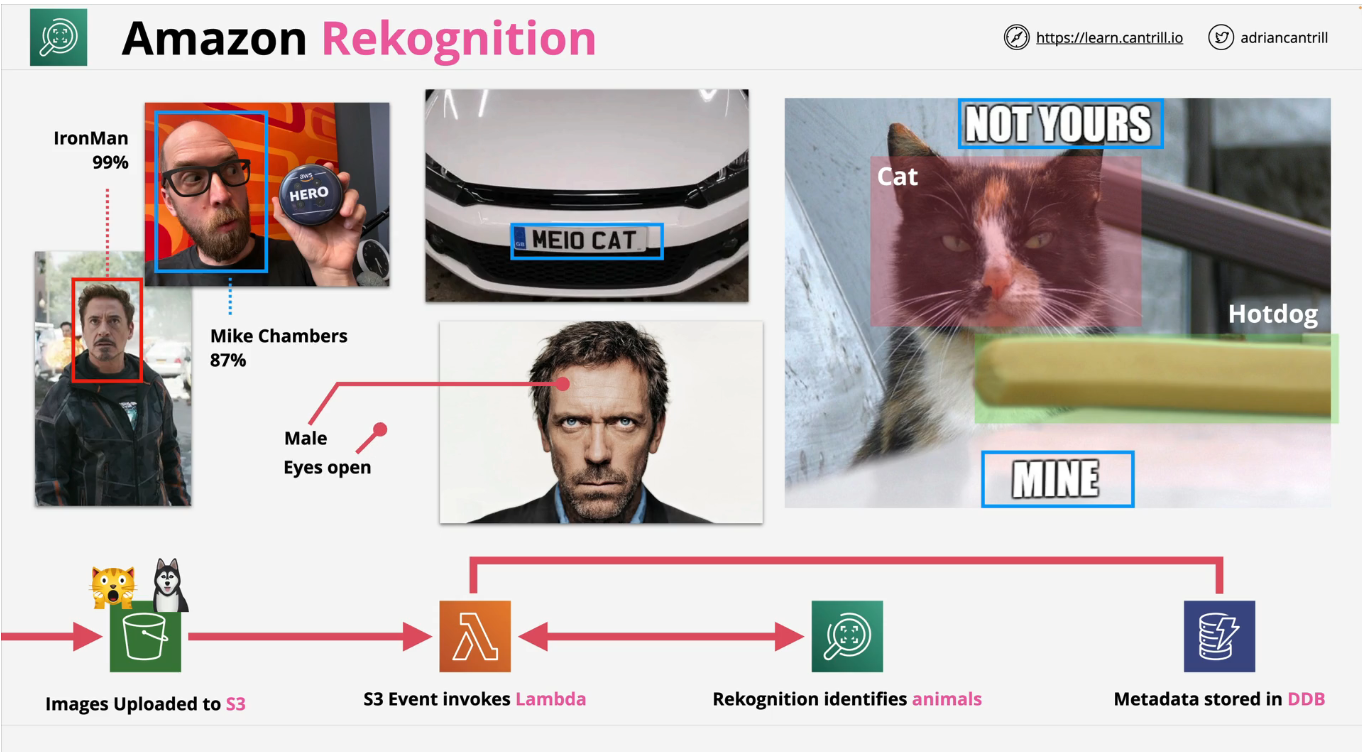 Amazon Rekognition
https://learn.cantrill.io
adriancantrill
IronMan
99%
aws
HERO
Mike Chambers
87%
GB
ME10 CAT
Male
Eyes open
NOT YOURS
Cat
Hotdog
MINE
Images Uploaded to S3
S3 Event invokes Lambda
Rekognition identifies animals
Metadata stored in DDB